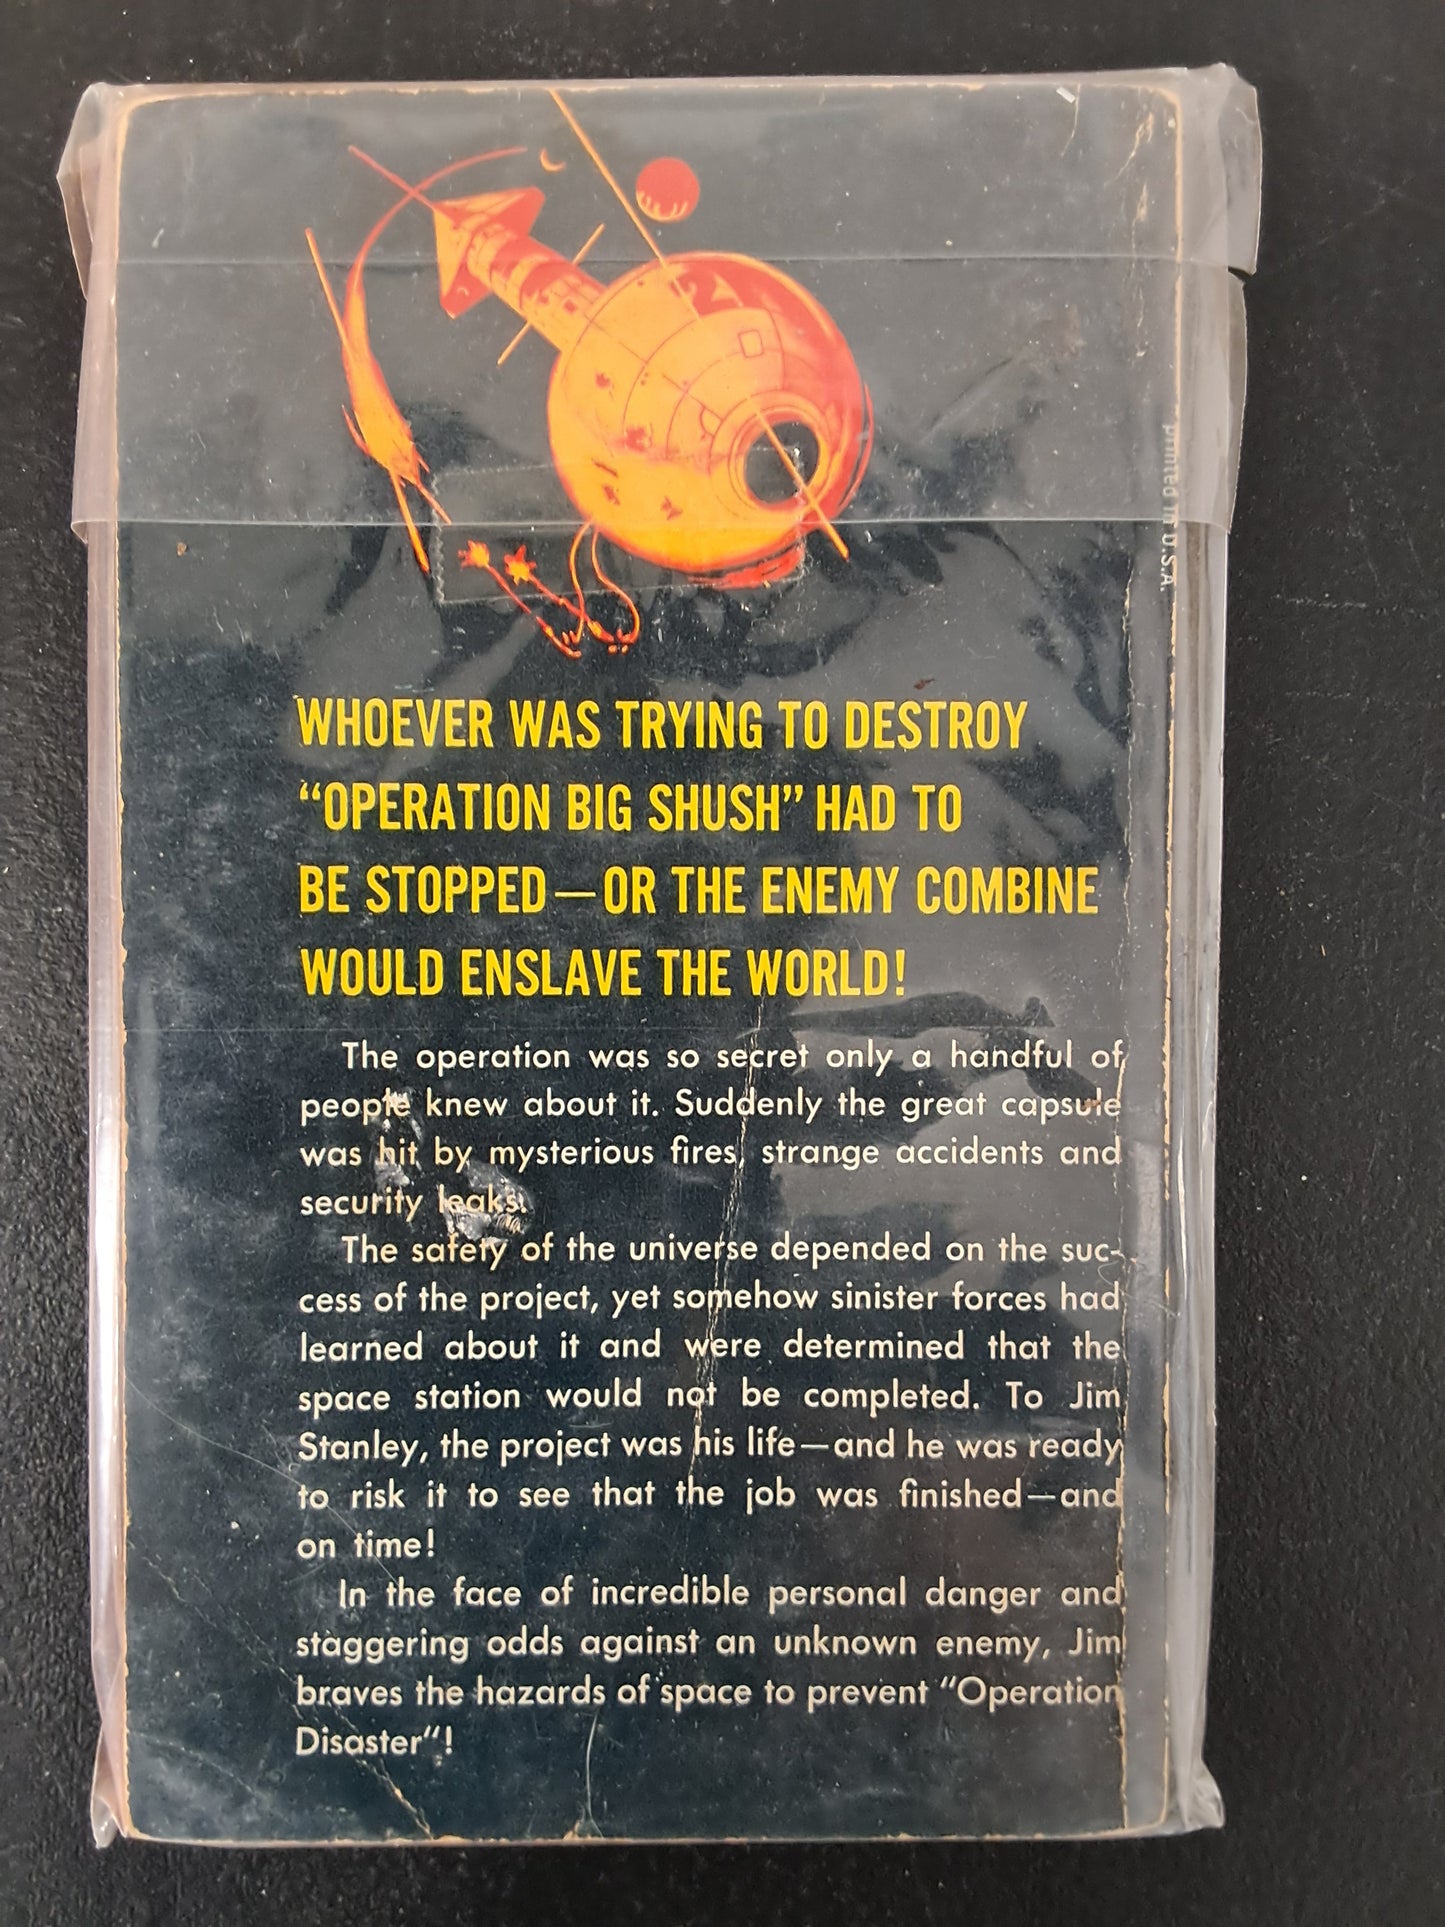 printed in U.S.A.
WHOEVER WAS TRYING TO DESTROY
“OPERATION BIG SHUSH” HAD TO
BE STOPPED—OR THE ENEMY COMBINE
WOULD ENSLAVE THE WORLD!
The operation was so secret only a handful of
people knew about it. Suddenly the great capsule
was hit by mysterious fires, strange accidents and
security leaks.
The safety of the universe depended on the suc-
cess of the project, yet somehow sinister forces had
learned about it and were determined that the
space station would not be completed. To Jim
Stanley, the project was his life—and he was ready
to risk it to see that the job was finished—and
on time!
In the face of incredible personal danger and
staggering odds against an unknown enemy, Jim
braves the hazards of space to prevent “Operation
Disaster“!